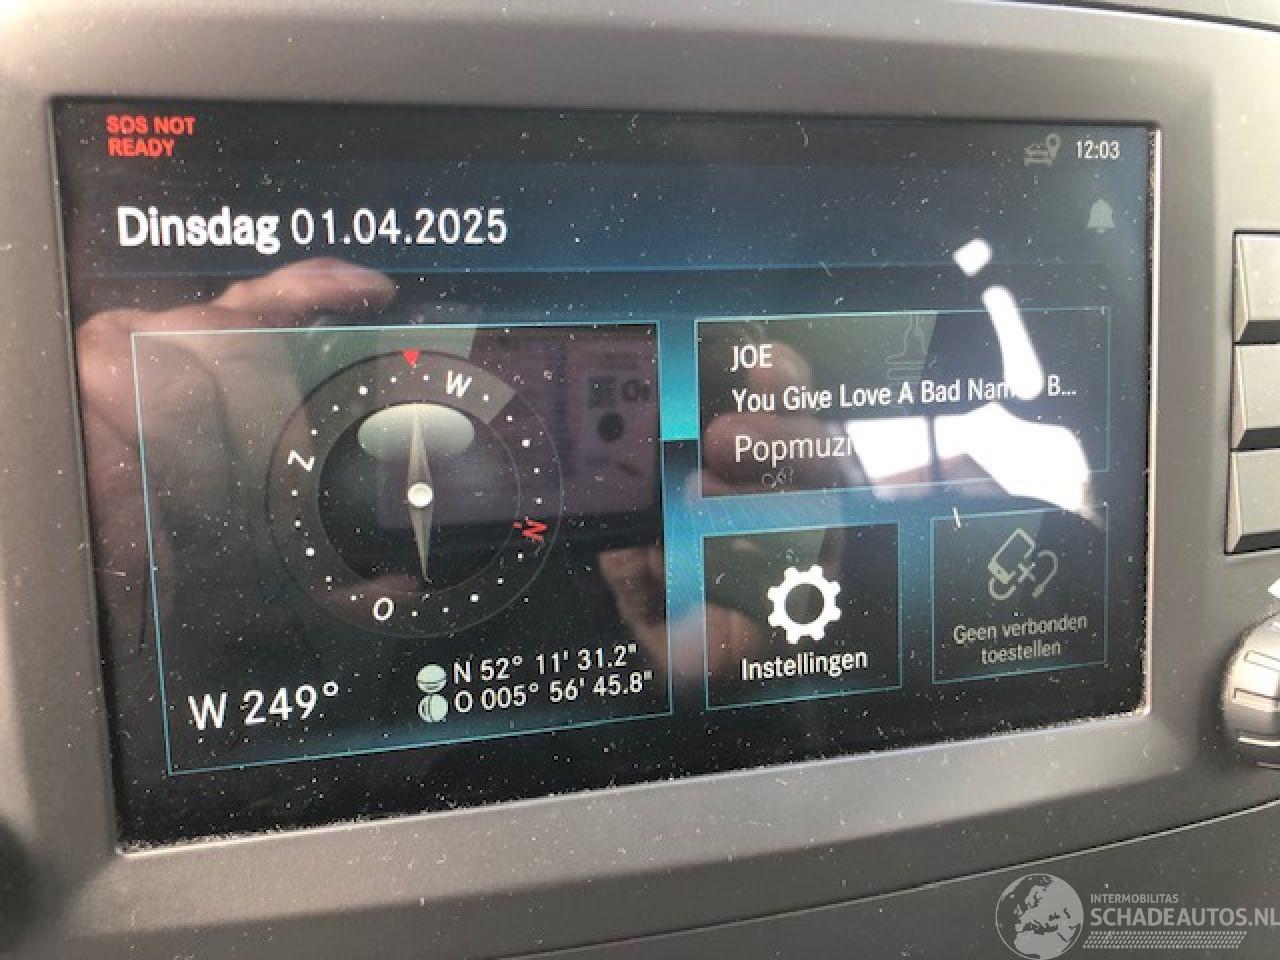 SOS NOT
READY
12:03
Dinsdag 01.04.2025
W
Z
N
O
W 249°
N 52° 11' 31.2"
O 005° 56' 45.8"
JOE
You Give Love A Bad Nam B...
Popmuzi
Instellingen
Geen verbonden
toestellen
INTERMOBILITAS
SCHADEAUTOS.NL